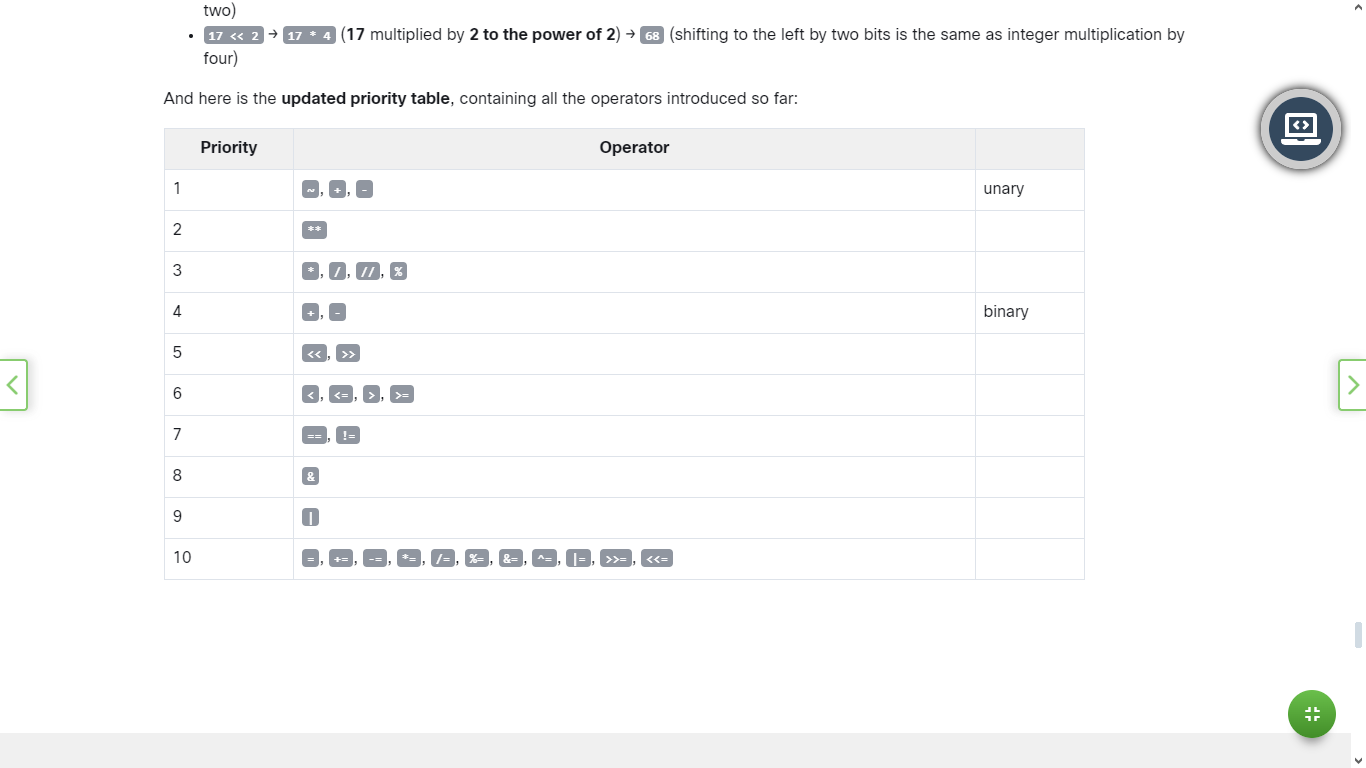 two)
• 17 << 2 → 17 * 4 (17 multiplied by 2 to the power of 2) → 68 (shifting to the left by two bits is the same as integer multiplication by
four)
And here is the updated priority table, containing all the operators introduced so far:
Priority Operator
1 ~, +, - unary
2 **
3 *, /, //, %
4 +, - binary
5 <<, >>
6 <, <=, >, >=
7 ==, !=
8 &
9 |
10 =, +=, -=, *=, /=, %=, &=, ^=, |=, >>=, <<=